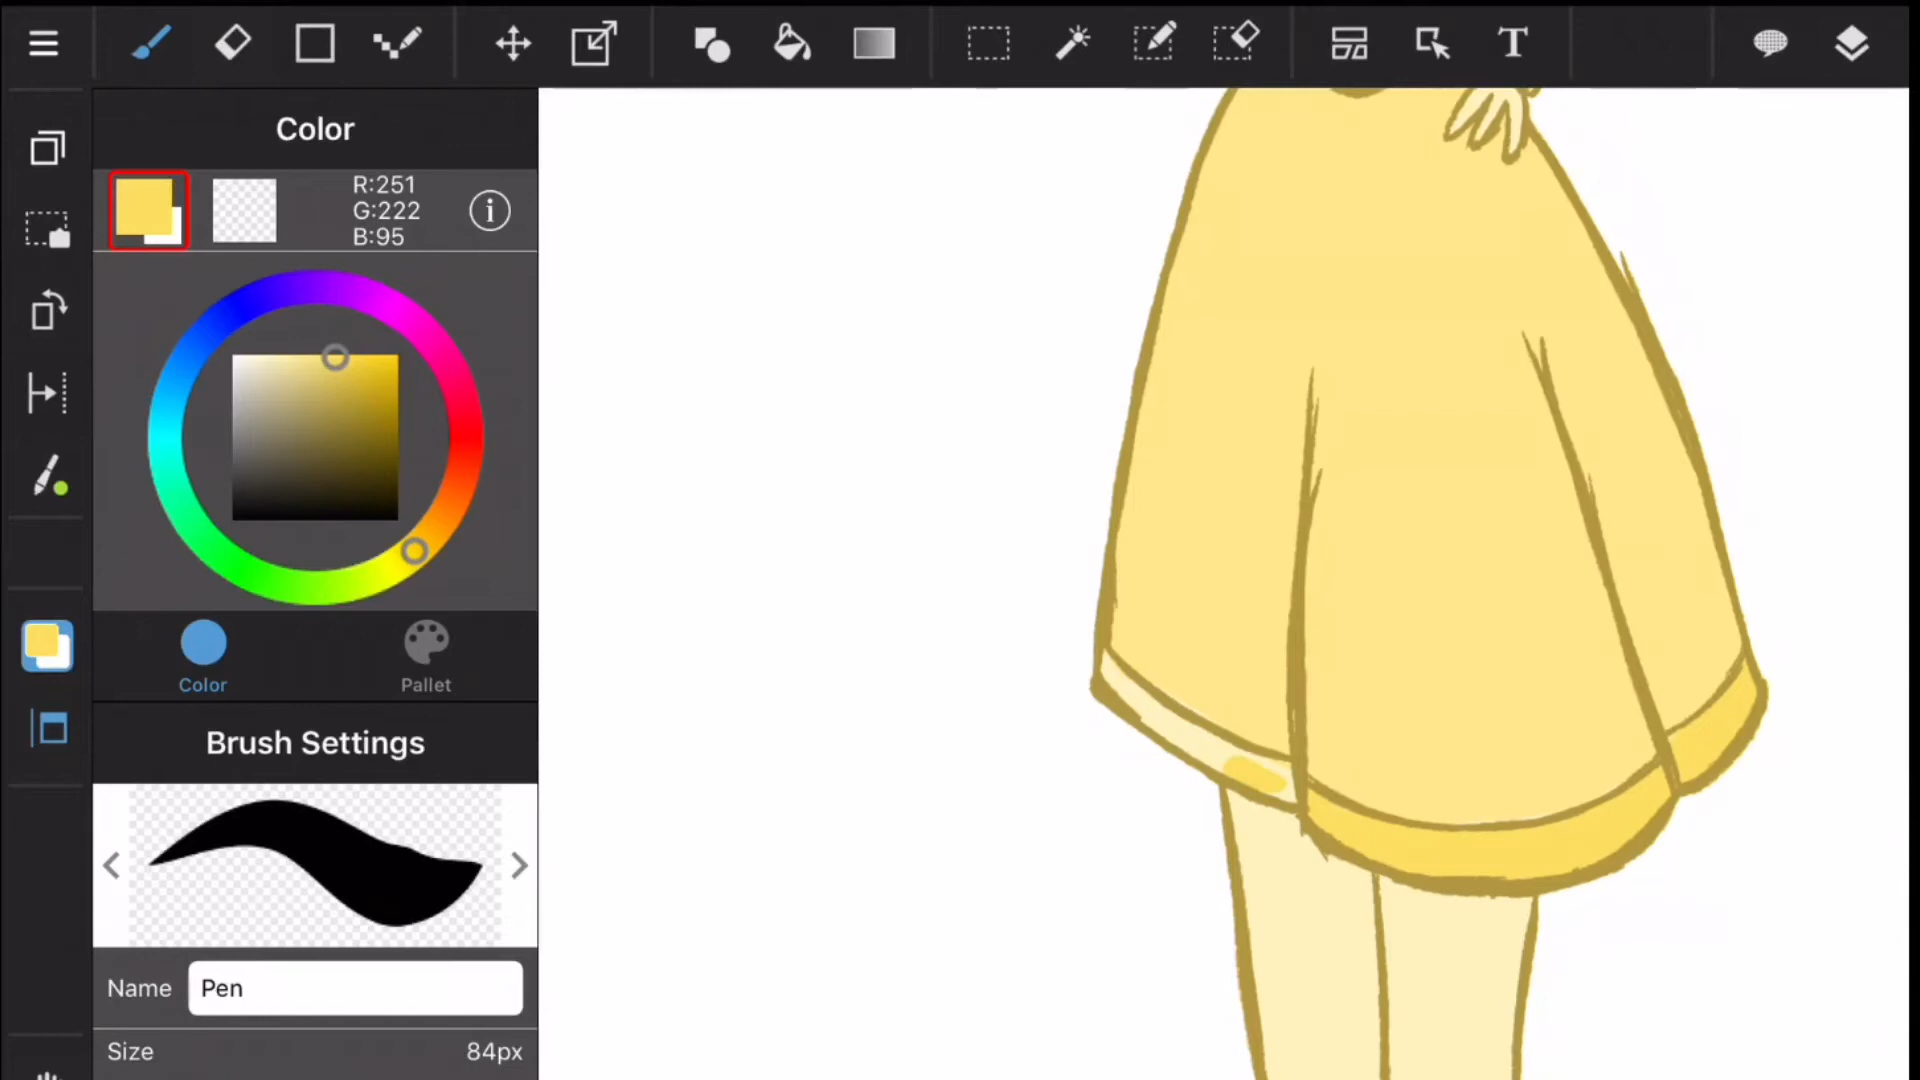 T
Color
R:251
G:222
B:95
Color
Pallet
Brush Settings
Name
Pen
Size
84px